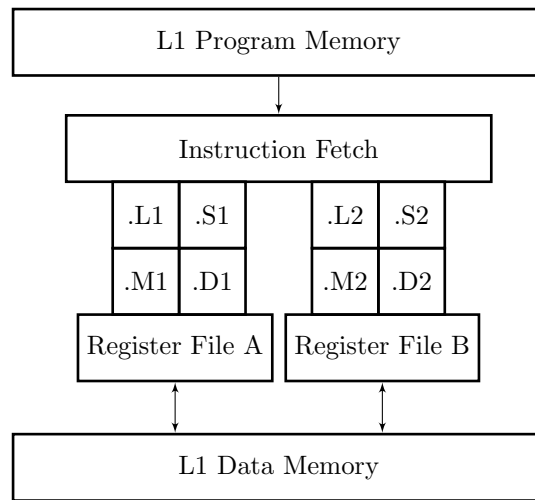 L1 Program Memory
Instruction Fetch
.L1 .S1 .L2 .S2
.M1 .D1 .M2 .D2
Register File A Register File B
L1 Data Memory